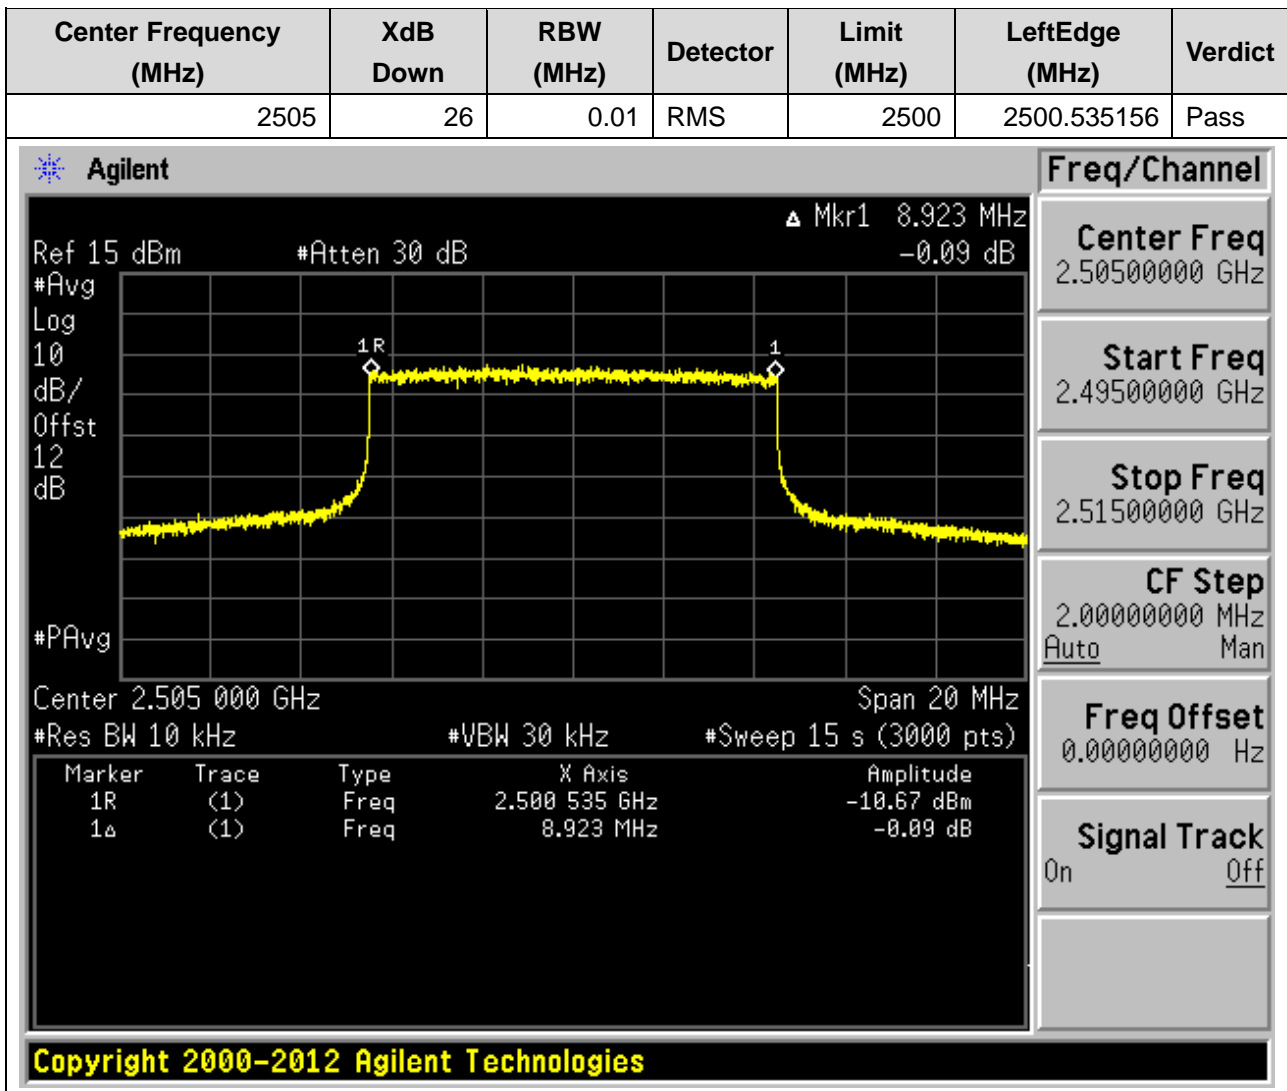 Center Frequency (MHz) XdB Down RBW (MHz) Detector Limit (MHz) LeftEdge (MHz) Verdict
2505 26 0.01 RMS 2500 2500.535156 Pass
Agilent
Freq/Channel
Δ Mkr1 8.923 MHz
Ref 15 dBm #Atten 30 dB -0.09 dB
#Avg
Log
10
dB/
Offst
12
dB
1R
1
#PAvg
Center 2.505 000 GHz Span 20 MHz
#Res BW 10 kHz #VBW 30 kHz #Sweep 15 s (3000 pts)
Marker Trace Type X Axis Amplitude
1R (1) Freq 2.500 535 GHz -10.67 dBm
1Δ (1) Freq 8.923 MHz -0.09 dB
Center Freq
2.50500000 GHz
Start Freq
2.49500000 GHz
Stop Freq
2.51500000 GHz
CF Step
2.00000000 MHz
Auto Man
Freq Offset
0.00000000 Hz
Signal Track
On Off
Copyright 2000-2012 Agilent Technologies